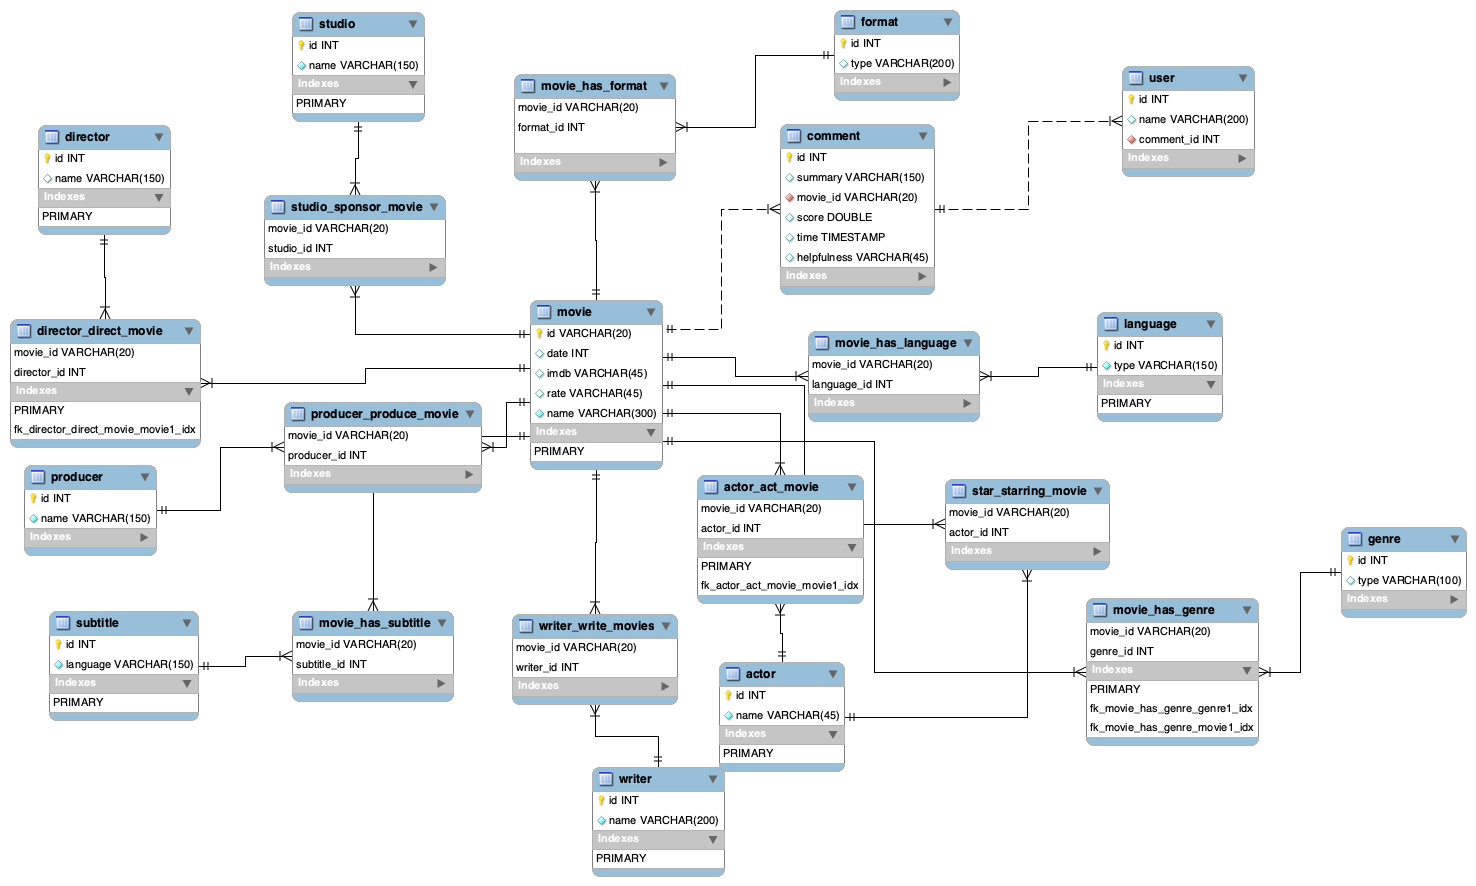 studio
id INT
name VARCHAR(150)
Indexes
PRIMARY
format
id INT
type VARCHAR(200)
Indexes
movie_has_format
movie_id VARCHAR(20)
format_id INT
Indexes
user
id INT
name VARCHAR(200)
comment_id INT
Indexes
director
id INT
name VARCHAR(150)
Indexes
PRIMARY
comment
id INT
summary VARCHAR(150)
movie_id VARCHAR(20)
score DOUBLE
time TIMESTAMP
helpfulness VARCHAR(45)
Indexes
studio_sponsor_movie
movie_id VARCHAR(20)
studio_id INT
Indexes
director_direct_movie
movie_id VARCHAR(20)
director_id INT
Indexes
PRIMARY
fk_director_direct_movie_movie1_idx
movie
id VARCHAR(20)
date INT
imdb VARCHAR(45)
rate VARCHAR(45)
name VARCHAR(300)
Indexes
PRIMARY
movie_has_language
movie_id VARCHAR(20)
language_id INT
Indexes
language
id INT
type VARCHAR(150)
Indexes
PRIMARY
producer_produce_movie
movie_id VARCHAR(20)
producer_id INT
Indexes
producer
id INT
name VARCHAR(150)
Indexes
actor_act_movie
movie_id VARCHAR(20)
actor_id INT
Indexes
PRIMARY
fk_actor_act_movie_movie1_idx
star_starring_movie
movie_id VARCHAR(20)
actor_id INT
Indexes
genre
id INT
type VARCHAR(100)
Indexes
subtitle
id INT
language VARCHAR(150)
Indexes
PRIMARY
movie_has_subtitle
movie_id VARCHAR(20)
subtitle_id INT
Indexes
writer_write_movies
movie_id VARCHAR(20)
writer_id INT
Indexes
movie_has_genre
movie_id VARCHAR(20)
genre_id INT
Indexes
PRIMARY
fk_movie_has_genre_genre1_idx
fk_movie_has_genre_movie1_idx
actor
id INT
name VARCHAR(45)
Indexes
PRIMARY
writer
id INT
name VARCHAR(200)
Indexes
PRIMARY